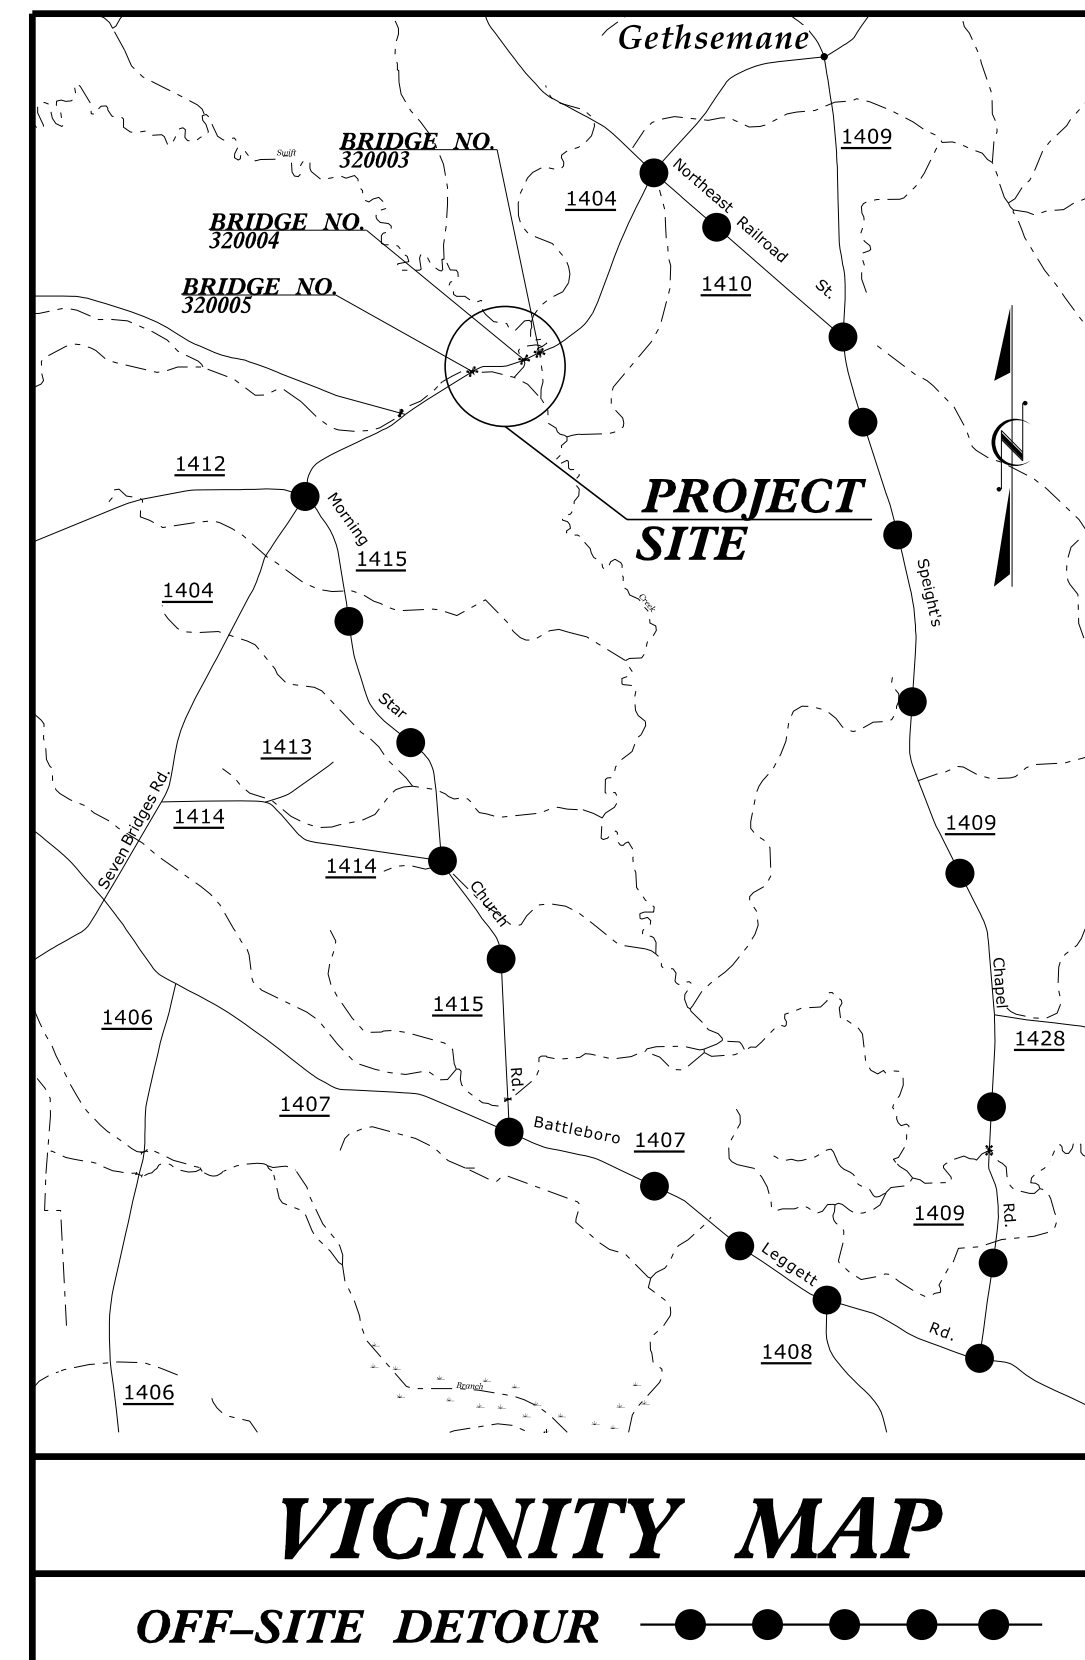 Gethsemane
1409
BRIDGE NO.
320003
Swift
Northeast Railroad St.
1404
BRIDGE NO.
320004
1410
BRIDGE NO.
320005
N
1412
PROJECT
SITE
Morning Star Church Rd.
1415
1404
Creek
Speight's Chapel Rd.
1413
Seven Bridges Rd.
1414
1409
1414
1415
1406
1428
1407
Battleboro Leggett Rd.
1407
1409
1408
1406
Branch
VICINITY MAP
OFF-SITE DETOUR